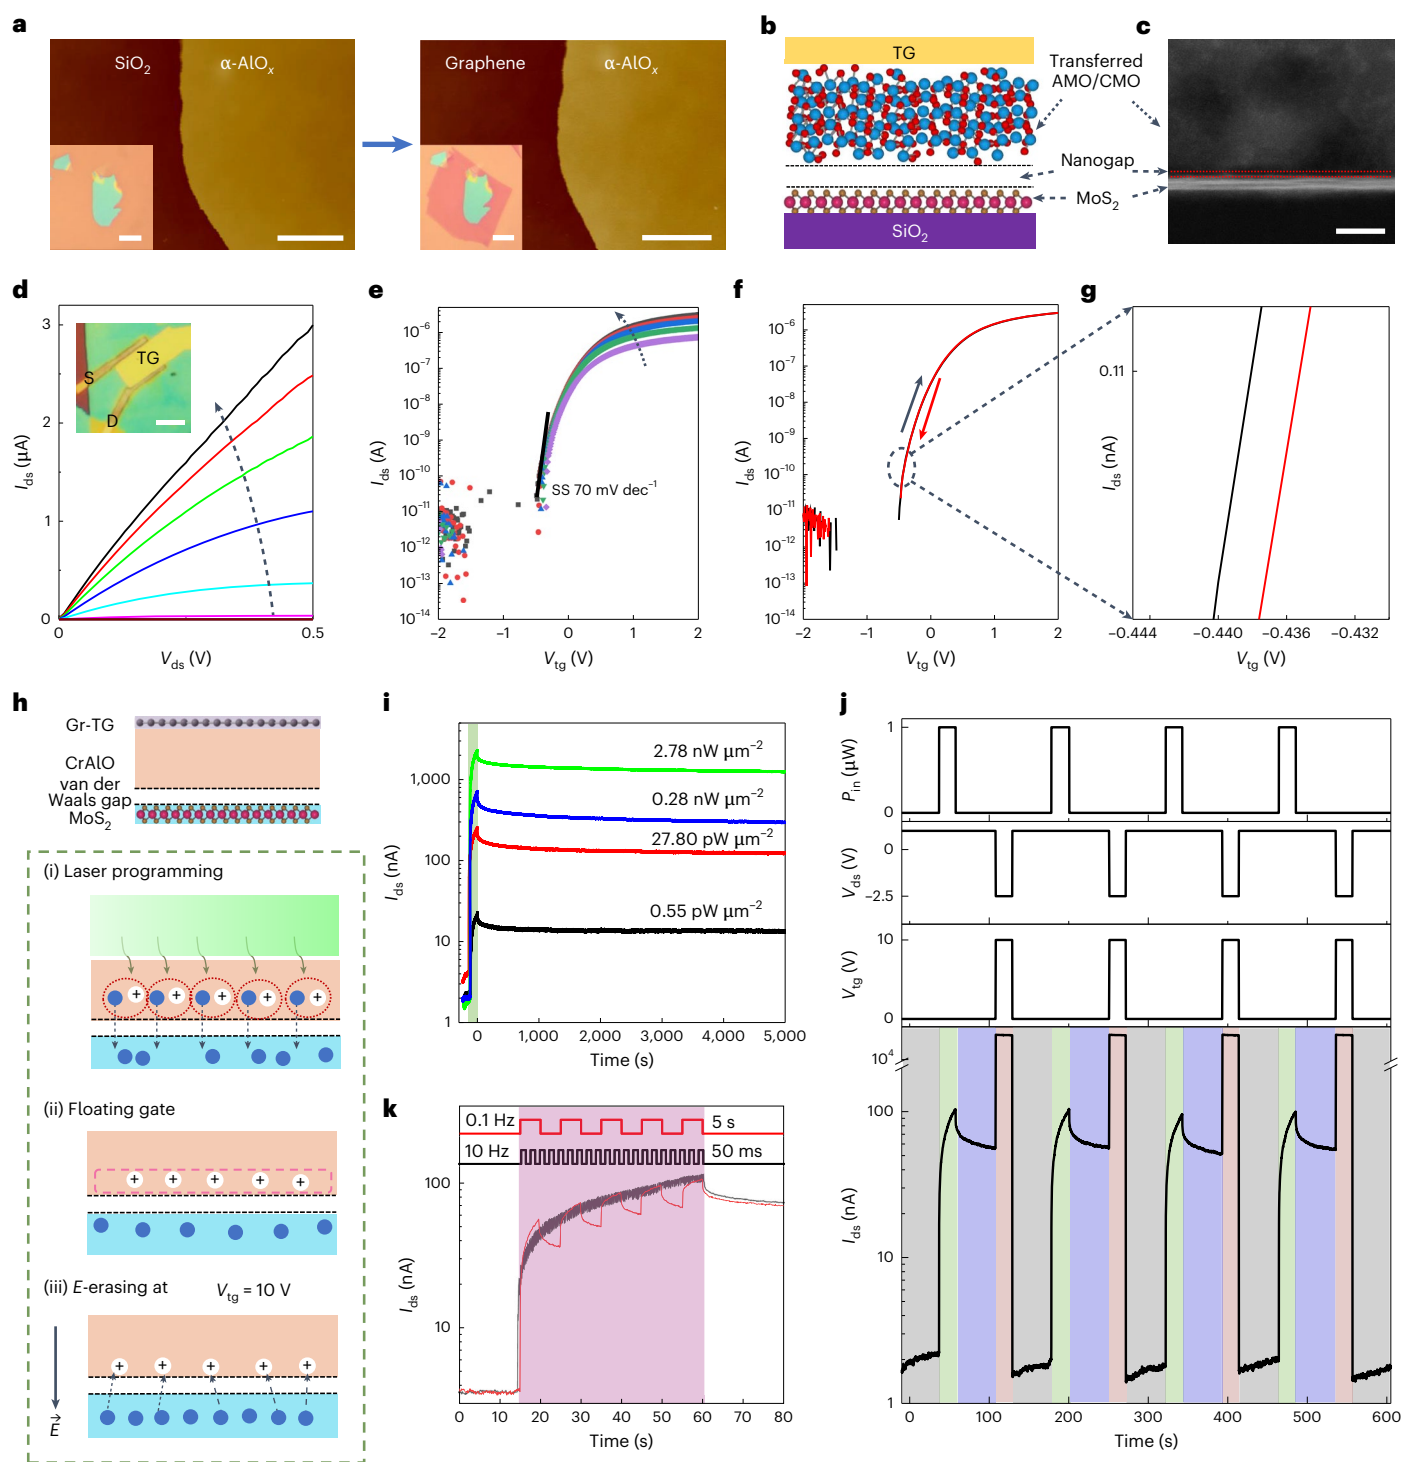 a
SiO2
α-AlOx
Graphene
α-AlOx
b
TG
SiO2
Transferred
AMO/CMO
Nanogap
MoS2
c
d
3
2
1
0
Ids (μA)
TG
S
D
0
0.5
Vds (V)
e
10⁻⁶
10⁻⁷
10⁻⁸
10⁻⁹
10⁻¹⁰
10⁻¹¹
10⁻¹²
10⁻¹³
10⁻¹⁴
Ids (A)
SS 70 mV dec⁻¹
−2
−1
0
1
2
Vtg (V)
f
10⁻⁶
10⁻⁷
10⁻⁸
10⁻⁹
10⁻¹⁰
10⁻¹¹
10⁻¹²
10⁻¹³
10⁻¹⁴
Ids (A)
−2
−1
0
1
2
Vtg (V)
g
0.11
Ids (nA)
−0.444
−0.440
−0.436
−0.432
Vtg (V)
h
Gr-TG
CrAlO
van der
Waals gap
MoS2
(i) Laser programming
+ + + + +
(ii) Floating gate
+ + + + +
(iii) E-erasing at Vtg = 10 V
+ + + + +
E
i
1,000
100
10
1
Ids (nA)
2.78 nW μm⁻²
0.28 nW μm⁻²
27.80 pW μm⁻²
0.55 pW μm⁻²
0
1,000
2,000
3,000
4,000
5,000
Time (s)
j
1
0
Pin (μW)
0
−2.5
Vds (V)
10
0
Vtg (V)
10⁴
100
10
1
Ids (nA)
0
100
200
300
400
500
600
Time (s)
k
0.1 Hz
5 s
10 Hz
50 ms
100
10
Ids (nA)
0
10
20
30
40
50
60
70
80
Time (s)